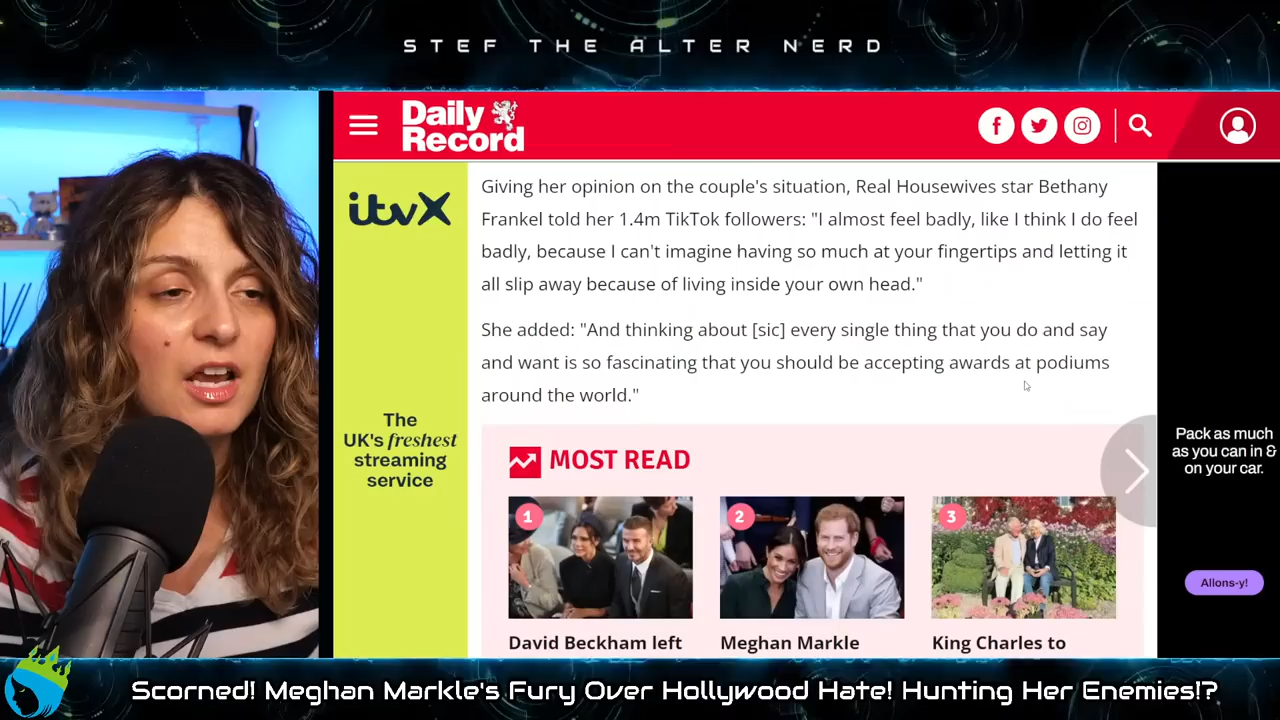 STEF THE ALTER NERD
Daily
Record
itvX
Giving her opinion on the couple's situation, Real Housewives star Bethany
Frankel told her 1.4m TikTok followers: "I almost feel badly, like I think I do feel
badly, because I can't imagine having so much at your fingertips and letting it
all slip away because of living inside your own head."
She added: "And thinking about [sic] every single thing that you do and say
and want is so fascinating that you should be accepting awards at podiums
around the world."
The
UK's freshest
streaming
service
Pack as much
as you can in &
on your car.
Allons-y!
MOST READ
1
2
3
David Beckham left
Meghan Markle
King Charles to
Scorned! Meghan Markle's Fury Over Hollywood Hate! Hunting Her Enemies!?